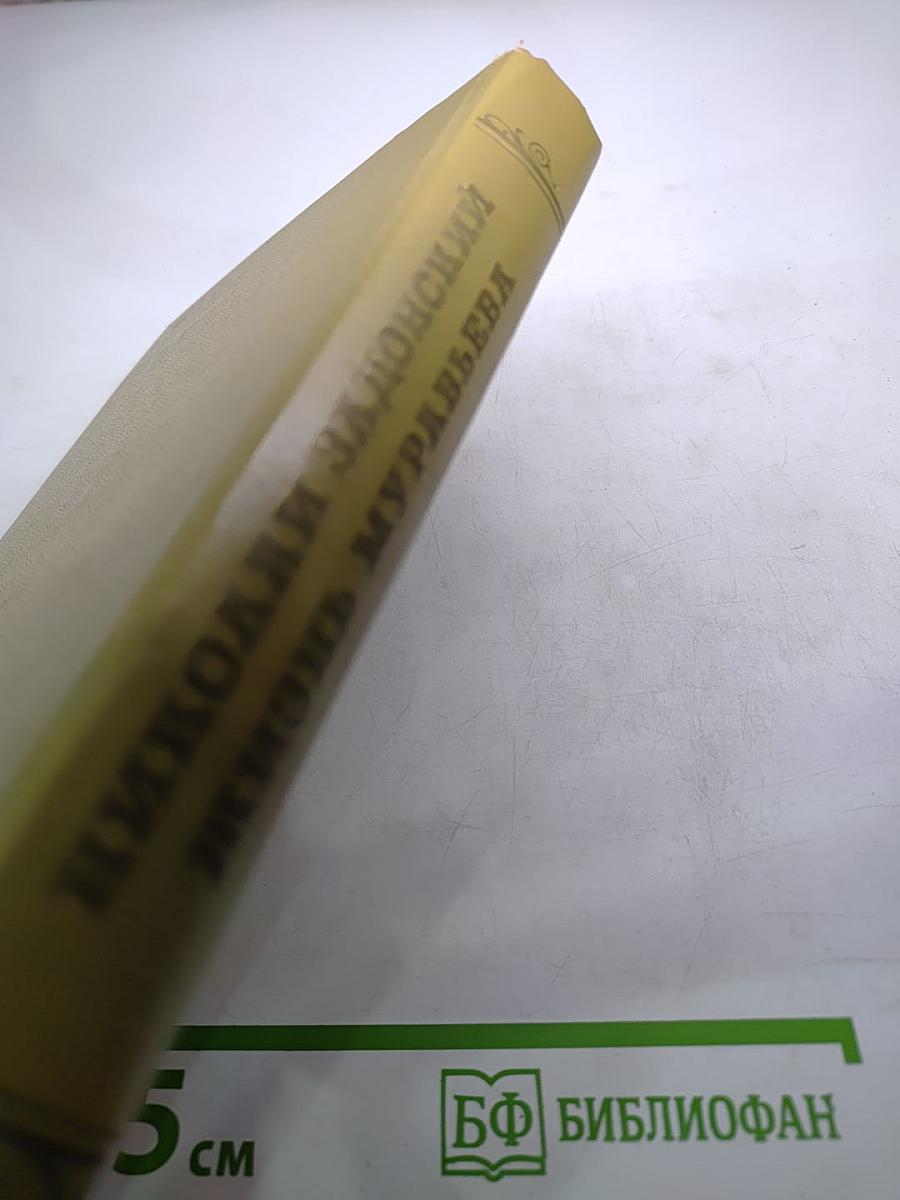 НИКОЛАЙ ЗАДОНСКИЙ
ЖИЗНЬ МУРАВЬЕВА
5 см
БФ БИБЛИОФАН